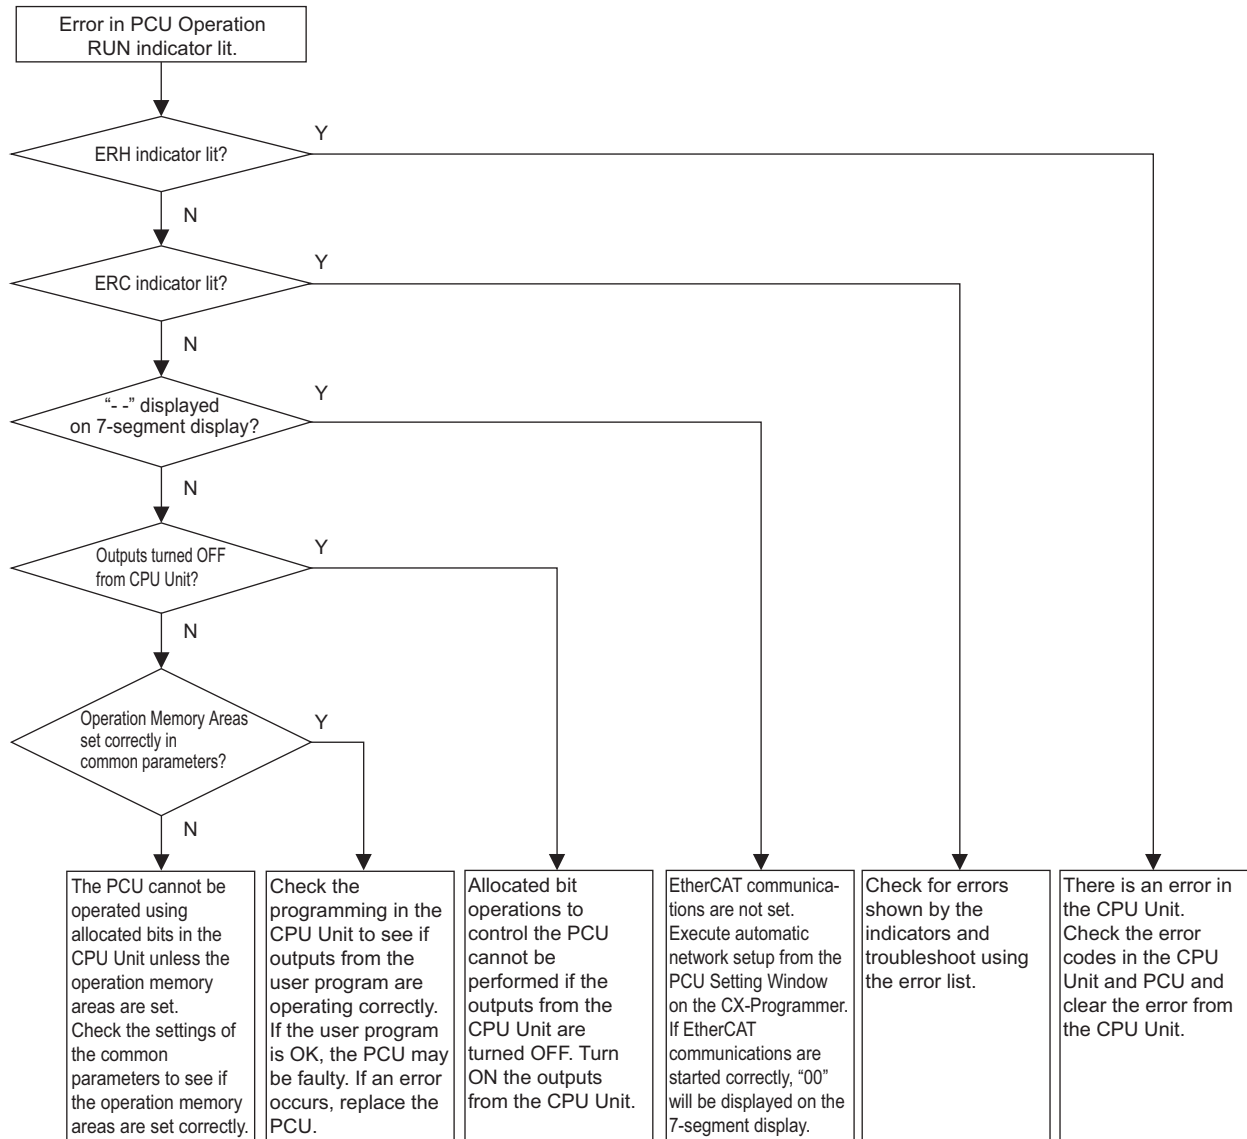 Error in PCU Operation
RUN indicator lit.
ERH indicator lit?
Y
N
ERC indicator lit?
Y
N
“- -” displayed
on 7-segment display?
Y
N
Outputs turned OFF
from CPU Unit?
Y
N
Operation Memory Areas
set correctly in
common parameters?
Y
N
The PCU cannot be
operated using
allocated bits in the
CPU Unit unless the
operation memory
areas are set.
Check the settings of
the common
parameters to see if
the operation memory
areas are set correctly.
Check the
programming in the
CPU Unit to see if
outputs from the
user program are
operating correctly.
If the user program
is OK, the PCU may
be faulty. If an error
occurs, replace the
PCU.
Allocated bit
operations to
control the PCU
cannot be
performed if the
outputs from the
CPU Unit are
turned OFF. Turn
ON the outputs
from the CPU Unit.
EtherCAT communica-
tions are not set.
Execute automatic
network setup from the
PCU Setting Window
on the CX-Programmer.
If EtherCAT
communications are
started correctly, “00”
will be displayed on the
7-segment display.
Check for errors
shown by the
indicators and
troubleshoot using
the error list.
There is an error in
the CPU Unit.
Check the error
codes in the CPU
Unit and PCU and
clear the error from
the CPU Unit.